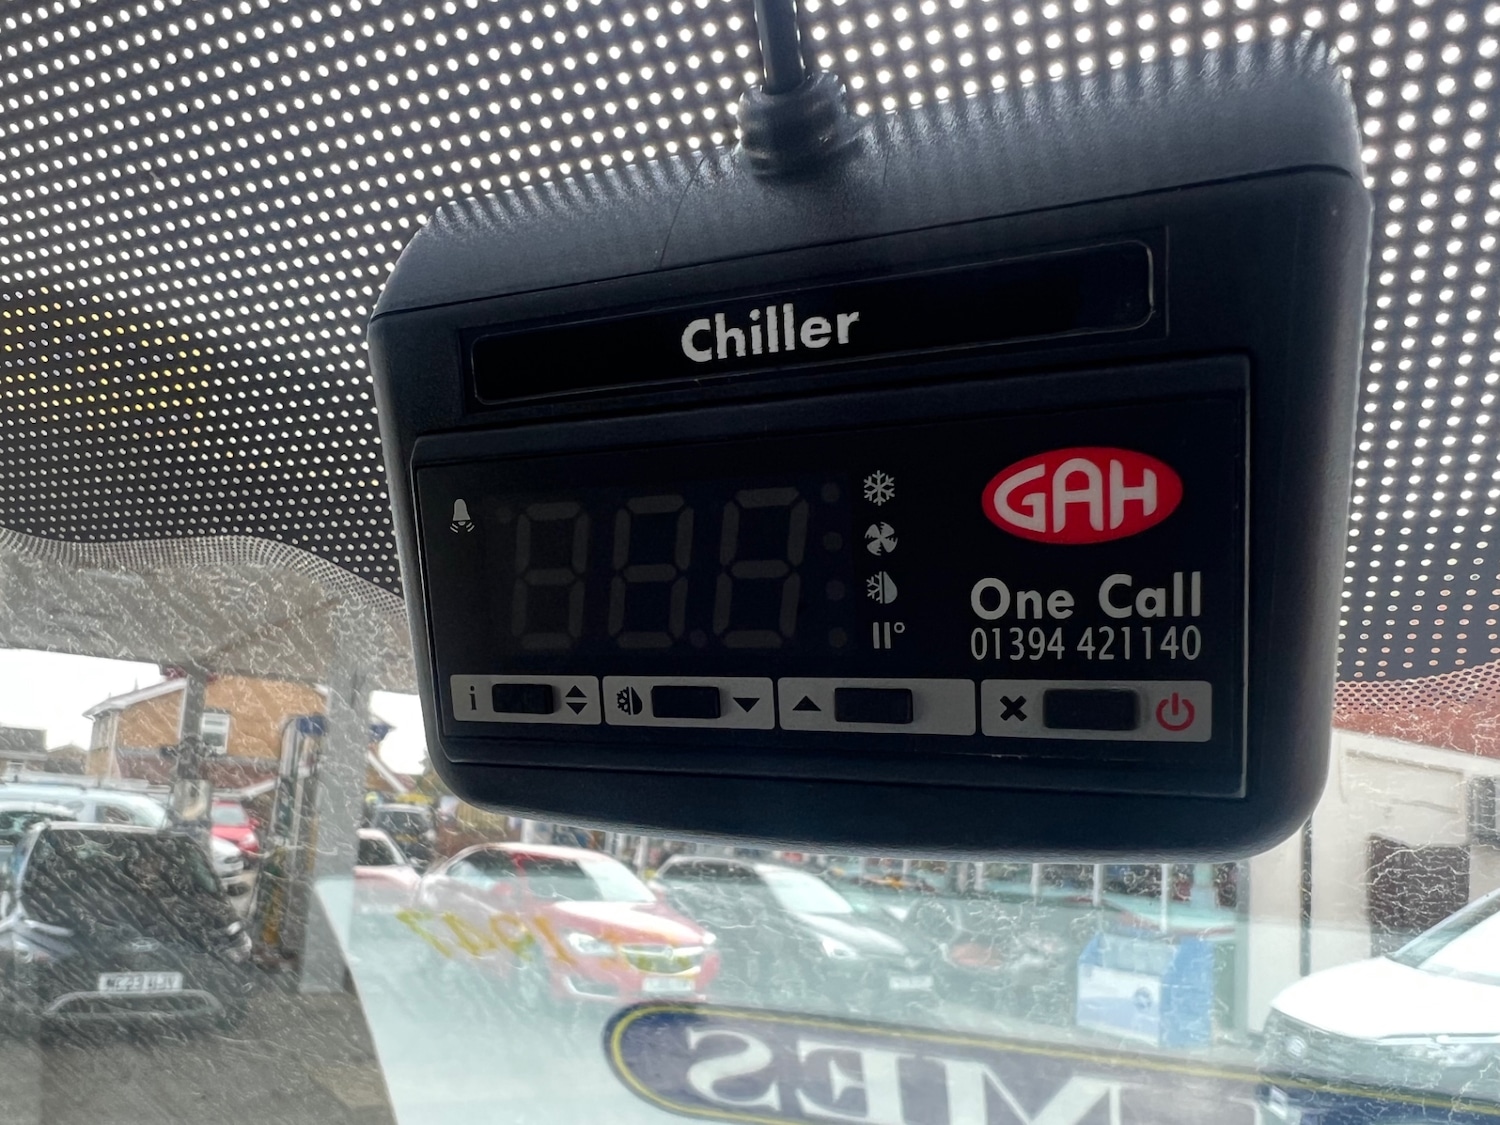 Chiller
GAH
One Call
01394 421140
i